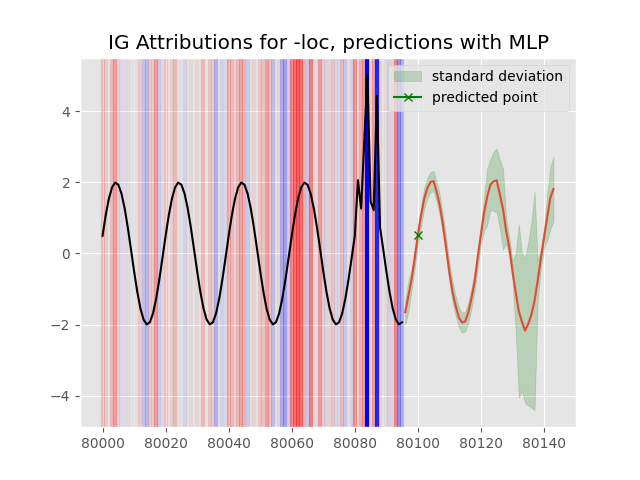 IG Attributions for -loc, predictions with MLP
standard deviation
predicted point
4
2
0
−2
−4
80000 80020 80040 80060 80080 80100 80120 80140